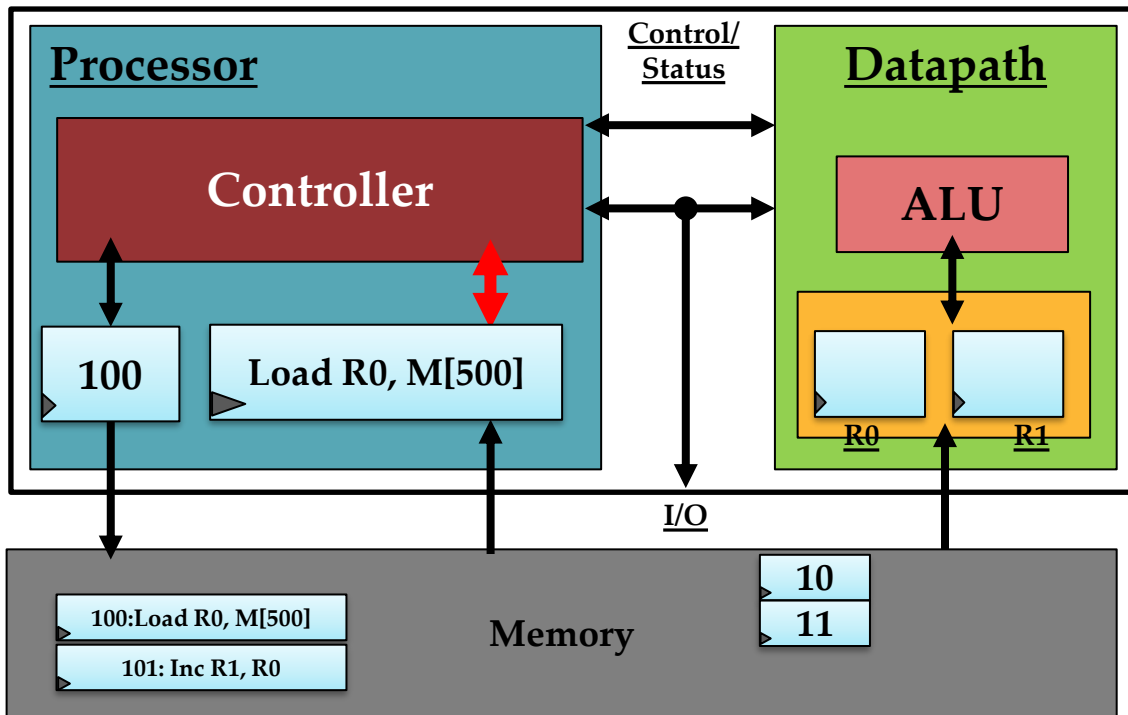 Processor
Control/
Status
Datapath
Controller
ALU
100
Load R0, M[500]
R0
R1
I/O
10
11
100:Load R0, M[500]
101: Inc R1, R0
Memory